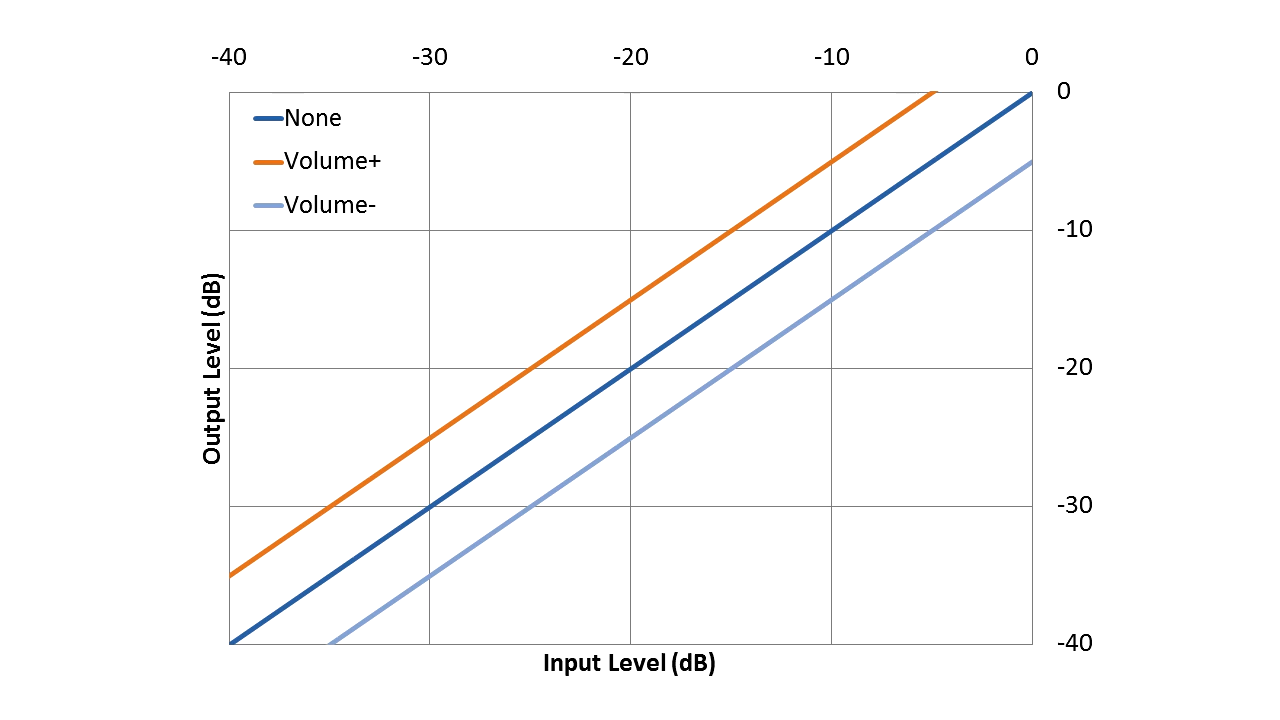 -40 -30 -20 -10 0
0
None
Volume+
Volume-
-10
Output Level (dB)
-20
-30
-40
Input Level (dB)